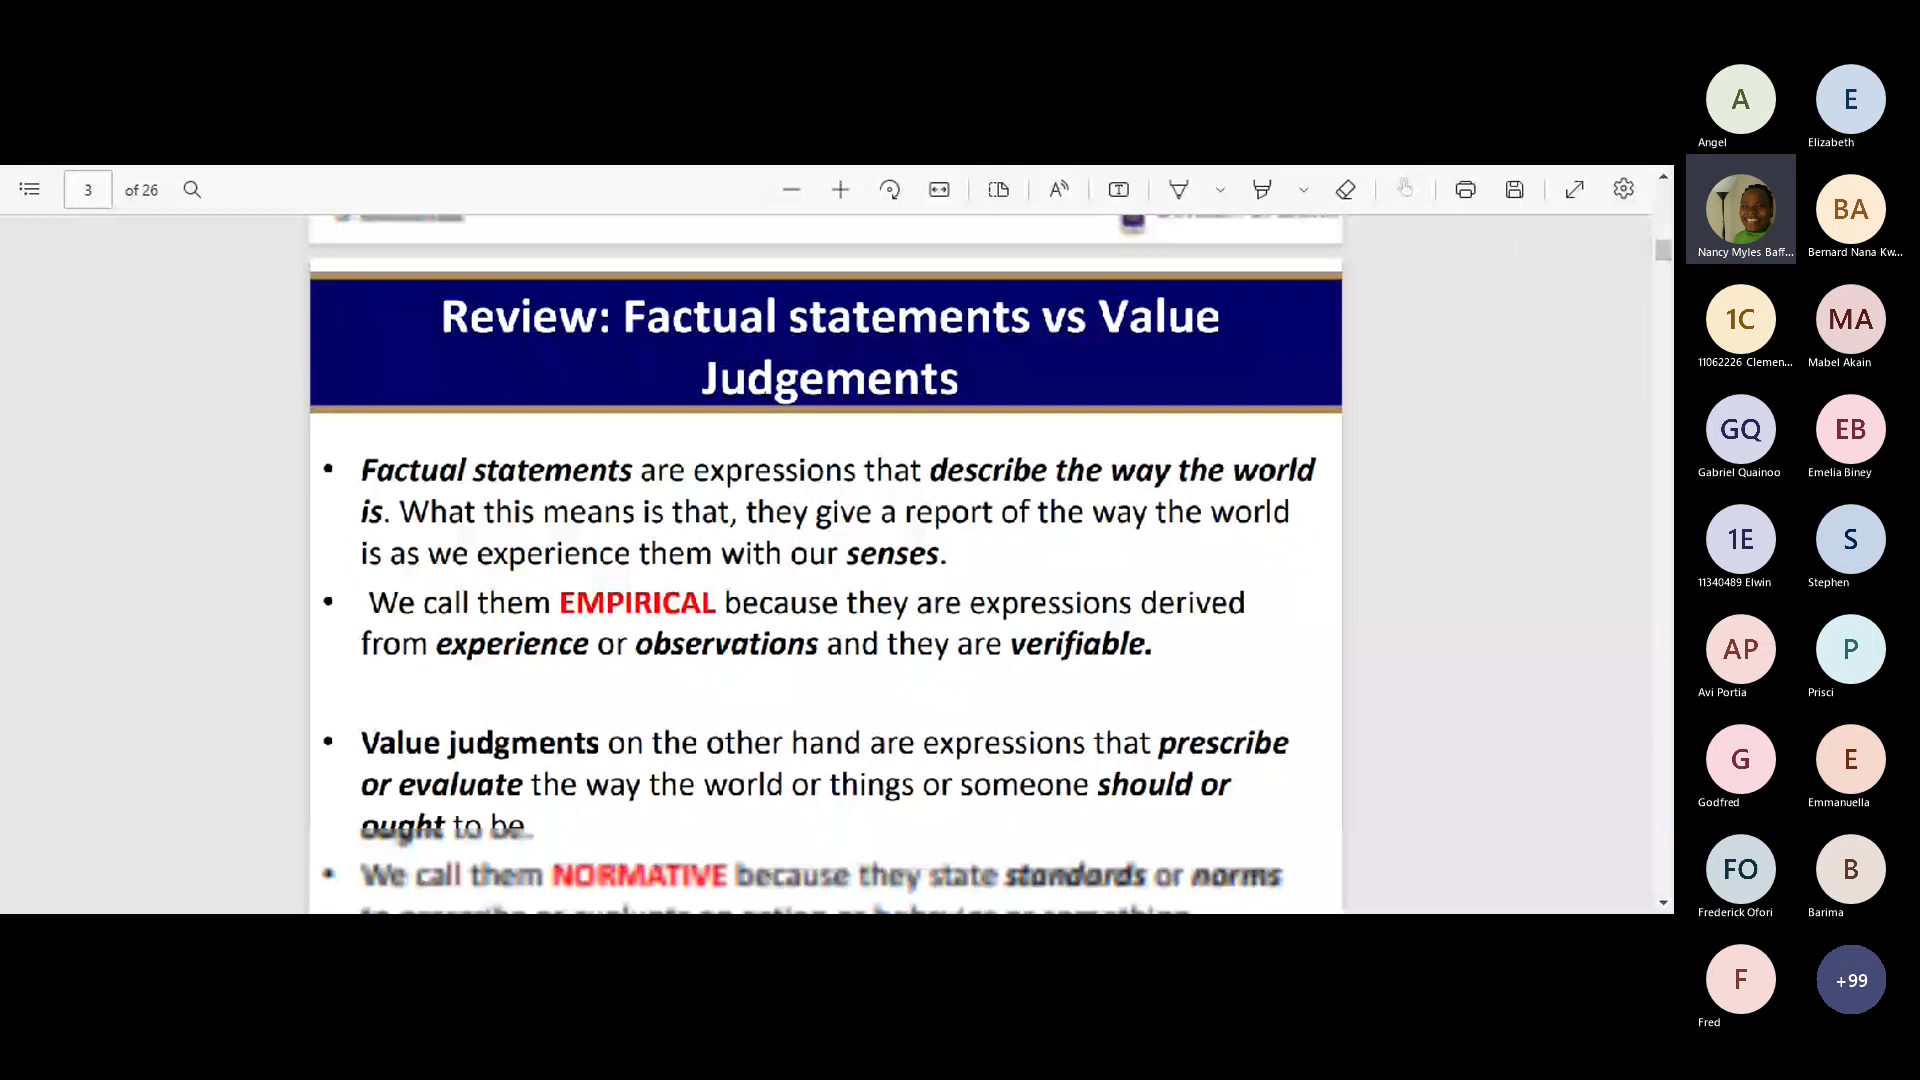 3 of 26
Review: Factual statements vs Value
Judgements
• Factual statements are expressions that describe the way the world
is. What this means is that, they give a report of the way the world
is as we experience them with our senses.
• We call them EMPIRICAL because they are expressions derived
from experience or observations and they are verifiable.
• Value judgments on the other hand are expressions that prescribe
or evaluate the way the world or things or someone should or
ought to be.
• We call them NORMATIVE because they state standards or norms
A
Angel
E
Elizabeth
Nancy Myles Baff...
BA
Bernard Nana Kw...
1C
11062226 Clemen...
MA
Mabel Akain
GQ
Gabriel Quainoo
EB
Emelia Biney
1E
11340489 Elwin
S
Stephen
AP
Avi Portia
P
Prisci
G
Godfred
E
Emmanuella
FO
Frederick Ofori
B
Barima
F
Fred
+99